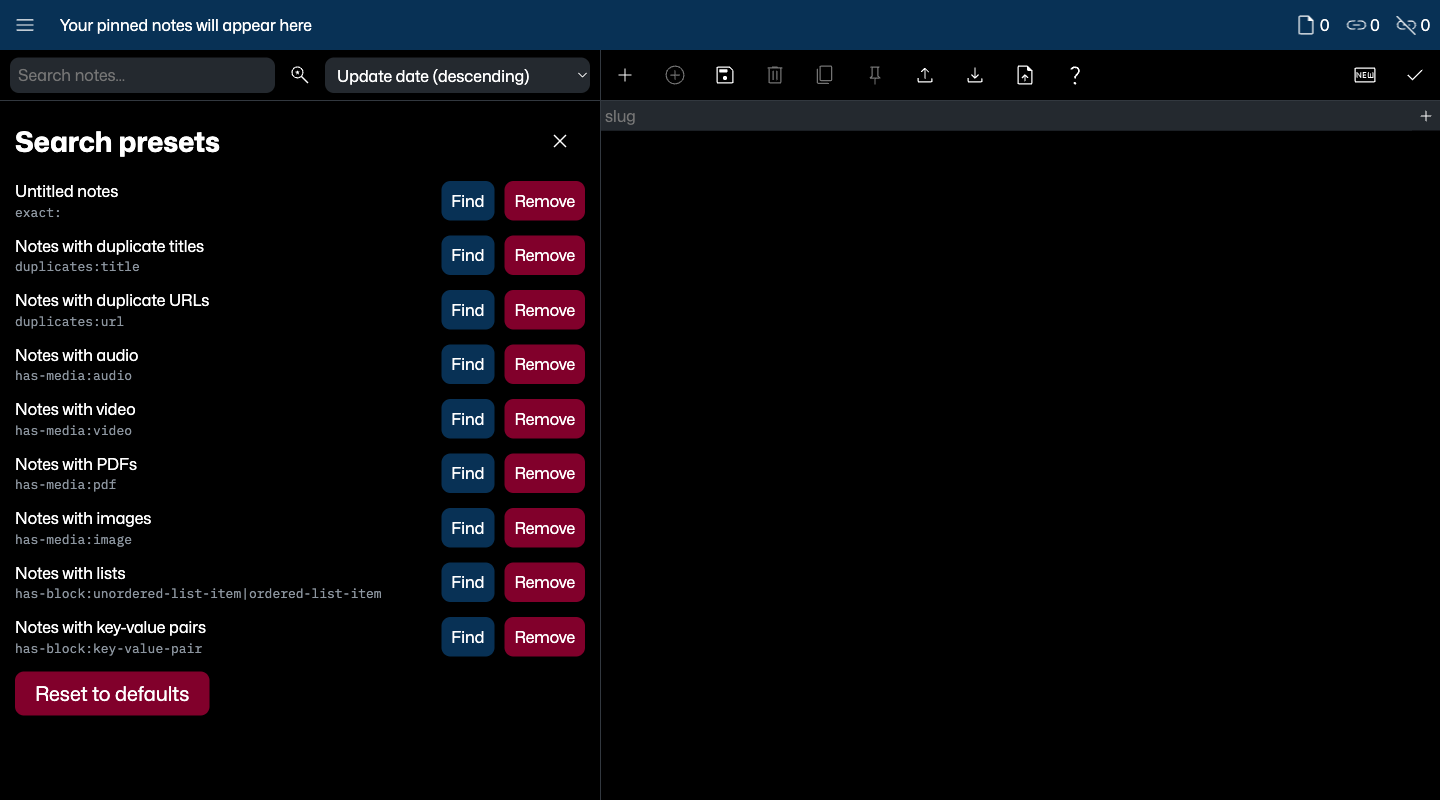 Your pinned notes will appear here
0
0
0
Search notes...
Update date (descending)
NEW
slug
Search presets
Untitled notes
exact:
Find
Remove
Notes with duplicate titles
duplicates:title
Find
Remove
Notes with duplicate URLs
duplicates:url
Find
Remove
Notes with audio
has-media:audio
Find
Remove
Notes with video
has-media:video
Find
Remove
Notes with PDFs
has-media:pdf
Find
Remove
Notes with images
has-media:image
Find
Remove
Notes with lists
has-block:unordered-list-item|ordered-list-item
Find
Remove
Notes with key-value pairs
has-block:key-value-pair
Find
Remove
Reset to defaults